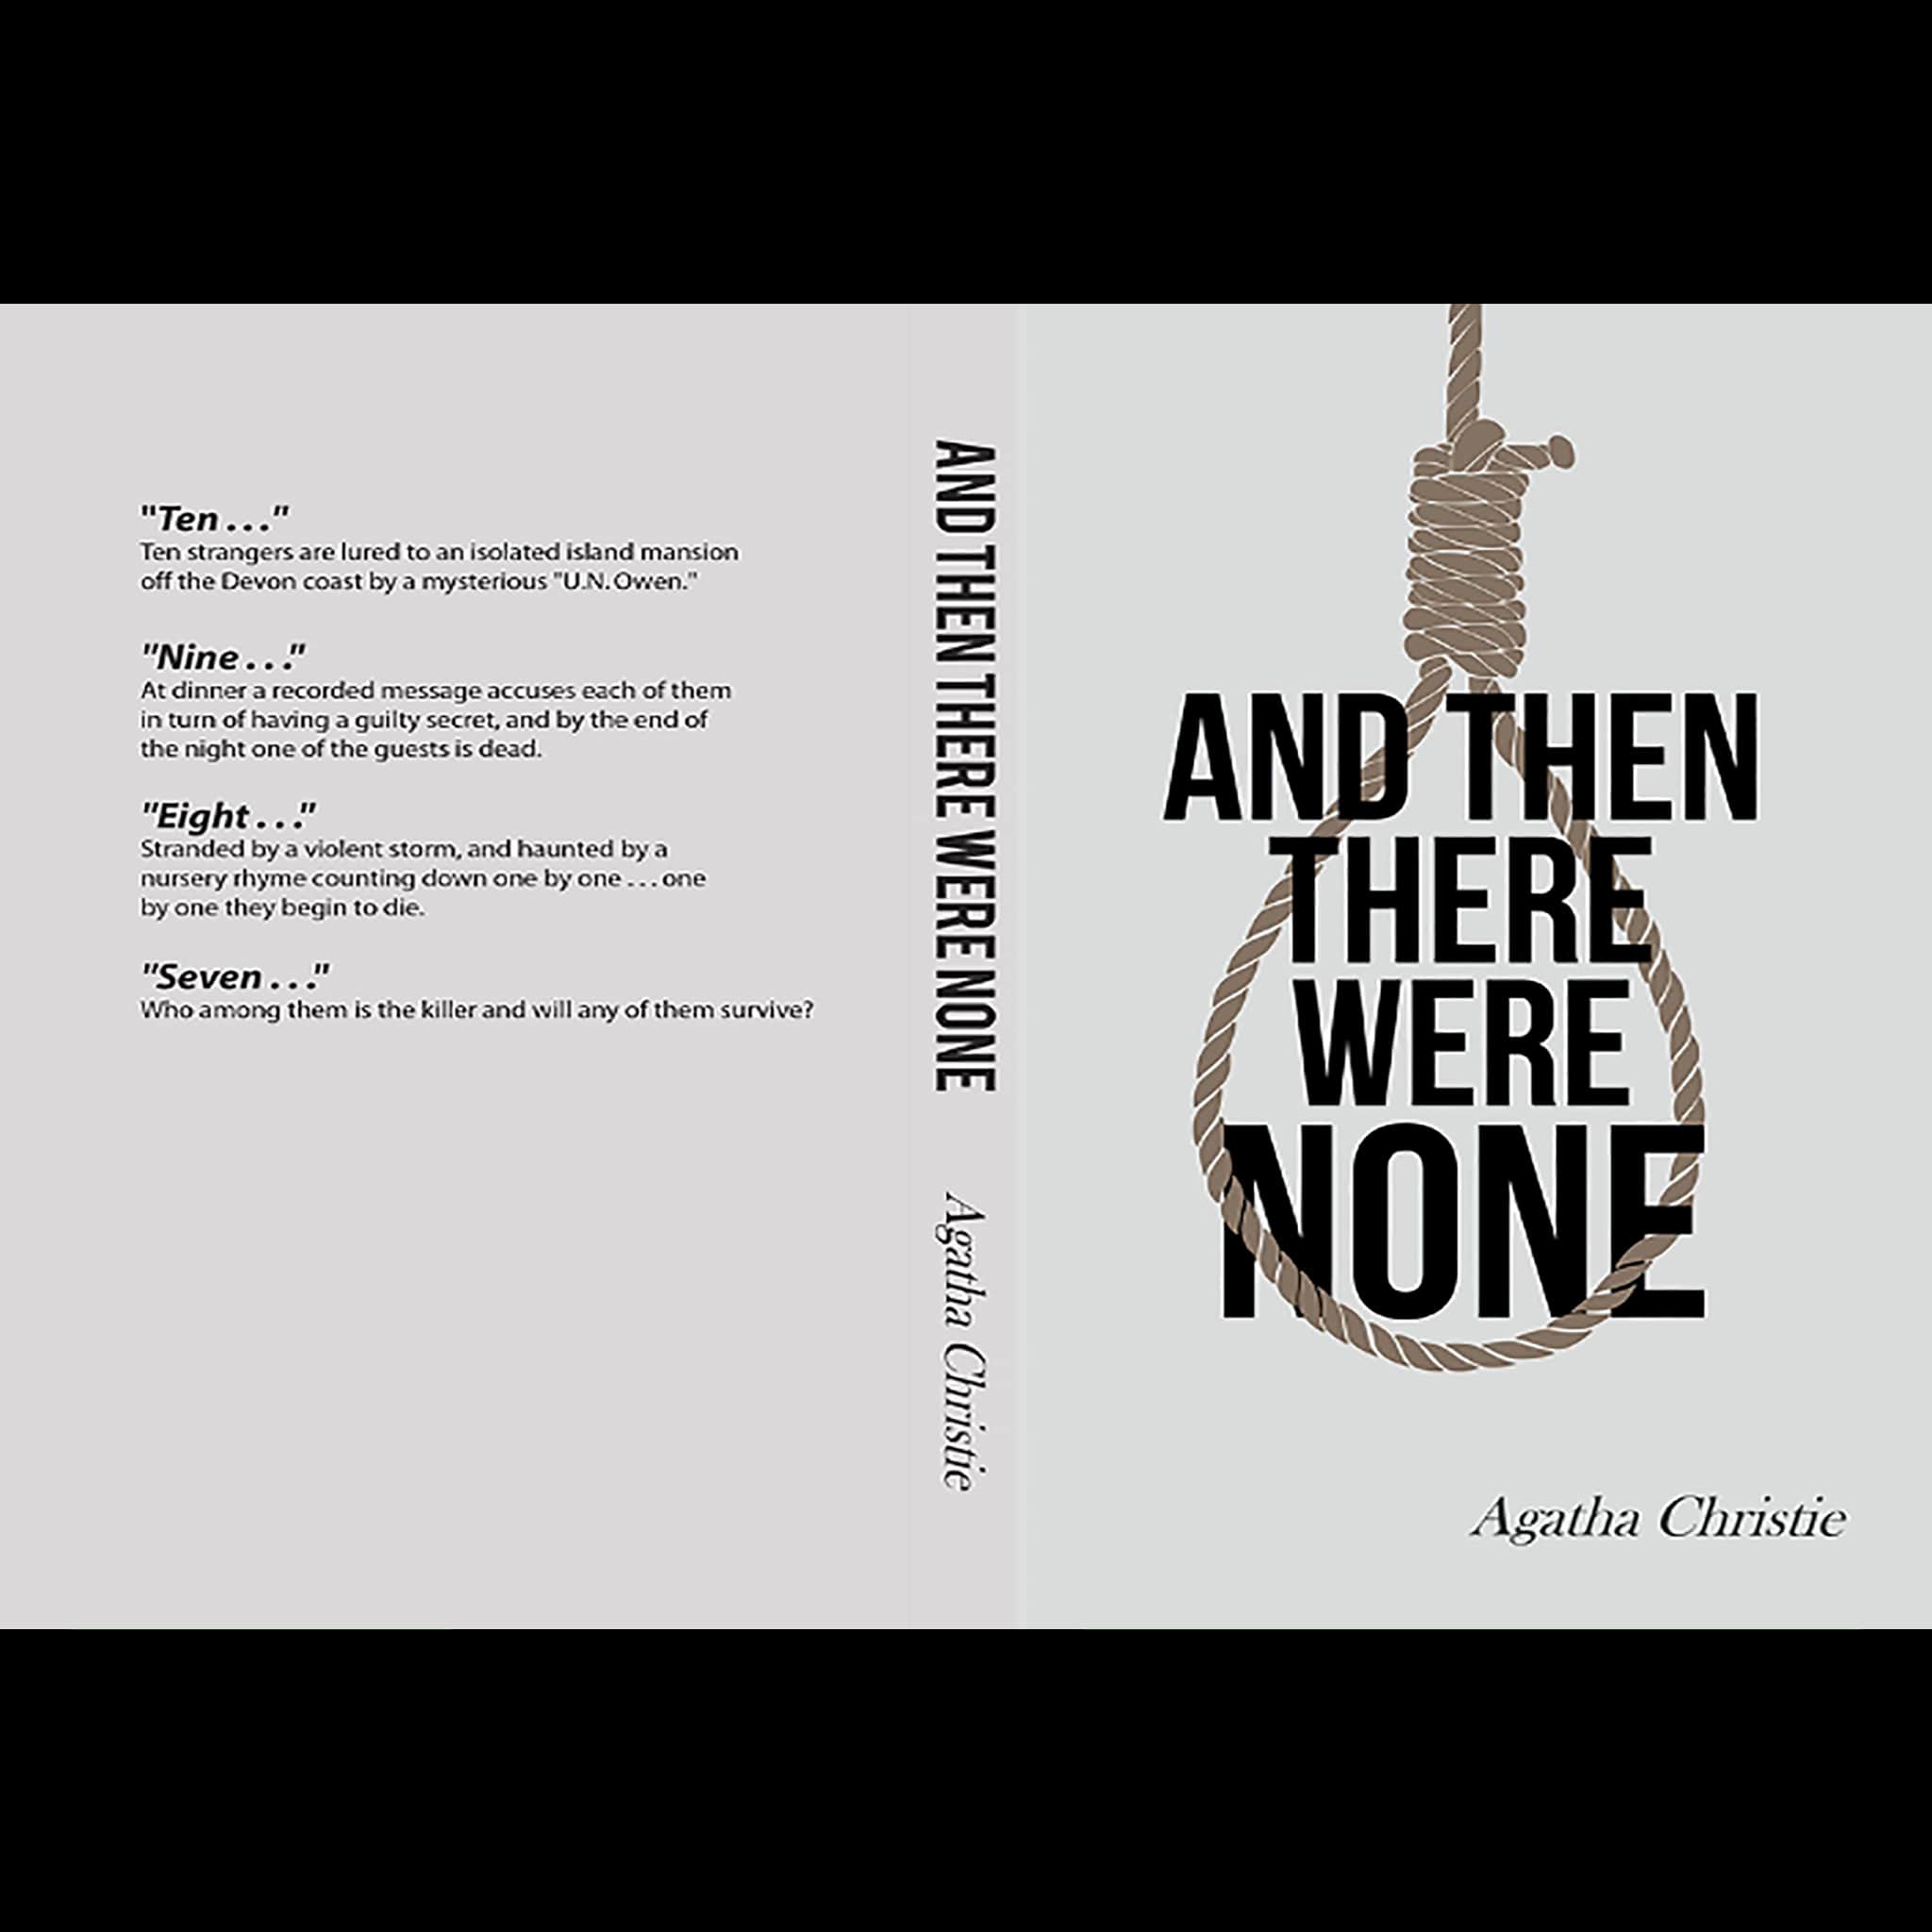 "Ten . . ."
Ten strangers are lured to an isolated island mansion
off the Devon coast by a mysterious "U.N. Owen."
"Nine . . ."
At dinner a recorded message accuses each of them
in turn of having a guilty secret, and by the end of
the night one of the guests is dead.
"Eight . . ."
Stranded by a violent storm, and haunted by a
nursery rhyme counting down one by one . . . one
by one they begin to die.
"Seven . . ."
Who among them is the killer and will any of them survive?
AND THEN THERE WERE NONE
Agatha Christie
AND THEN
THERE
WERE
NONE
Agatha Christie